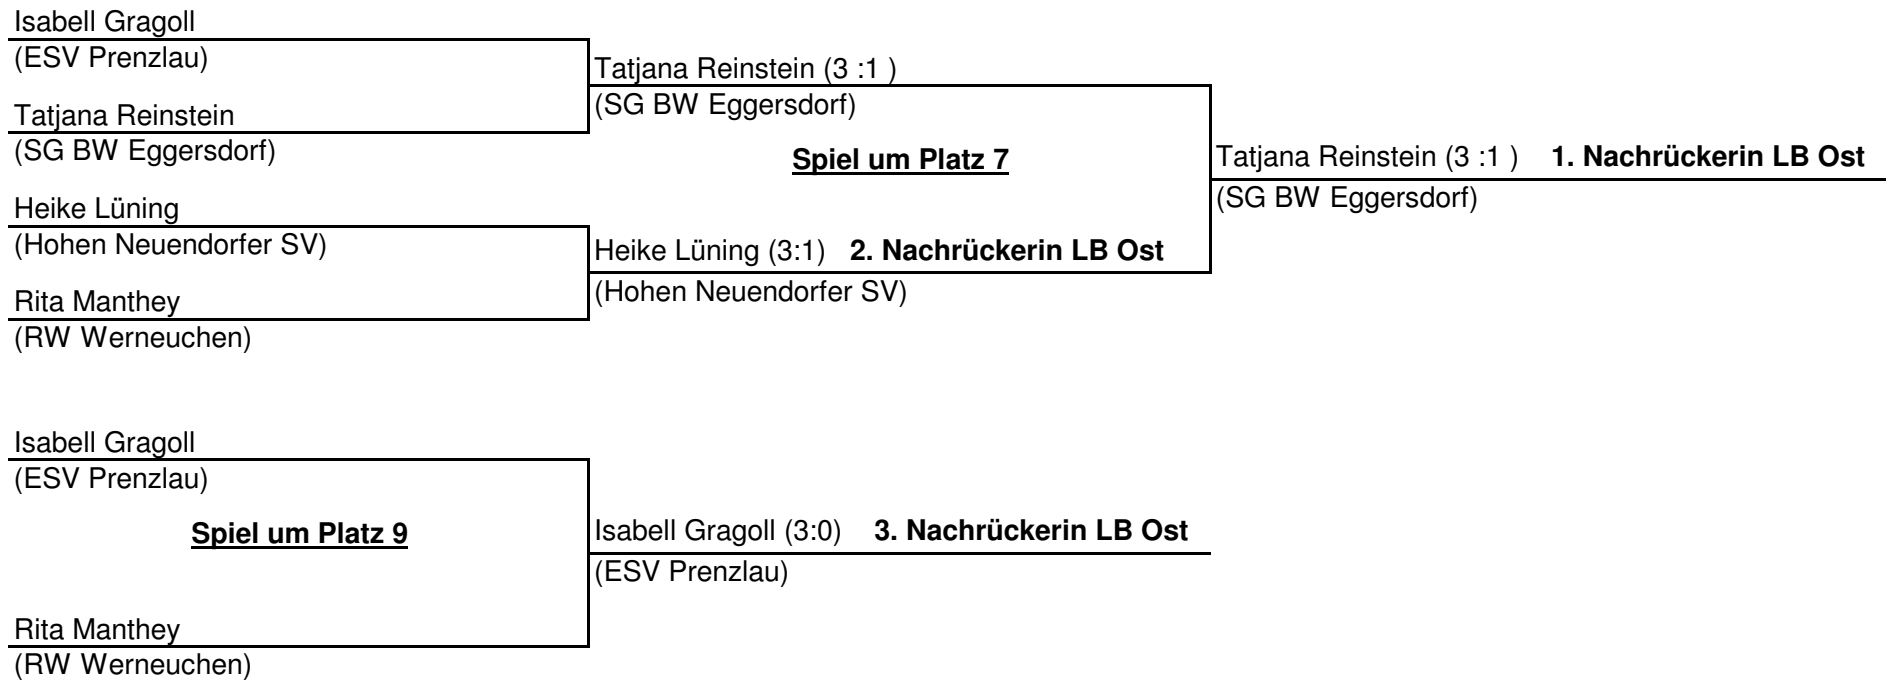 Isabell Gragoll
(ESV Prenzlau)
Tatjana Reinstein (3 :1 )
(SG BW Eggersdorf)
Tatjana Reinstein
(SG BW Eggersdorf)
Spiel um Platz 7
Tatjana Reinstein (3 :1 ) 1. Nachrückerin LB Ost
(SG BW Eggersdorf)
Heike Lüning
(Hohen Neuendorfer SV)
Heike Lüning (3:1) 2. Nachrückerin LB Ost
(Hohen Neuendorfer SV)
Rita Manthey
(RW Werneuchen)
Isabell Gragoll
(ESV Prenzlau)
Spiel um Platz 9
Isabell Gragoll (3:0) 3. Nachrückerin LB Ost
(ESV Prenzlau)
Rita Manthey
(RW Werneuchen)